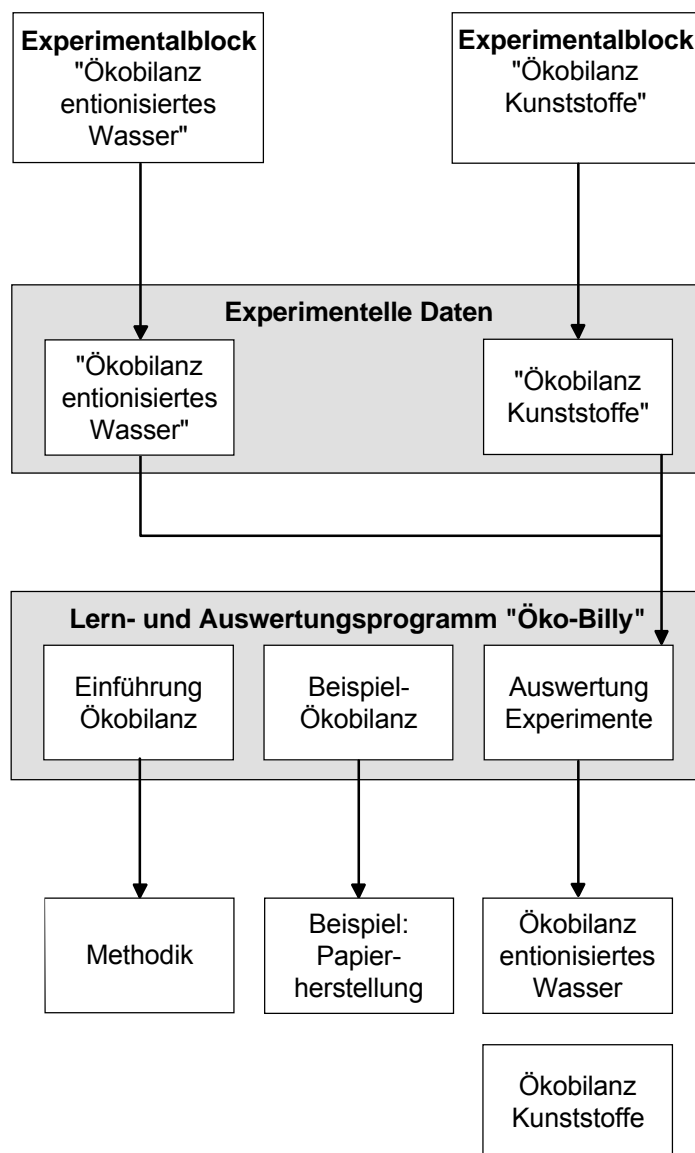 Experimentalblock
"Ökobilanz
entionisiertes
Wasser"
Experimentalblock
"Ökobilanz
Kunststoffe"
Experimentelle Daten
"Ökobilanz
entionisiertes
Wasser"
"Ökobilanz
Kunststoffe"
Lern- und Auswertungsprogramm "Öko-Billy"
Einführung
Ökobilanz
Beispiel-
Ökobilanz
Auswertung
Experimente
Methodik
Beispiel:
Papier-
herstellung
Ökobilanz
entionisiertes
Wasser
Ökobilanz
Kunststoffe